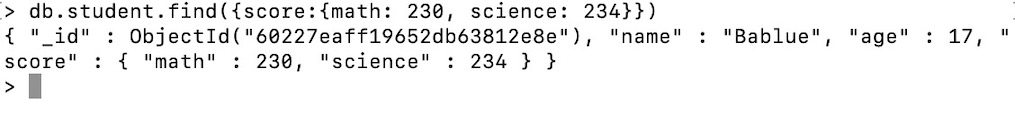 > db.student.find({score:{math: 230, science: 234}})
{ "_id" : ObjectId("60227eaff19652db63812e8e"), "name" : "Bablue", "age" : 17, "
score" : { "math" : 230, "science" : 234 } }
>